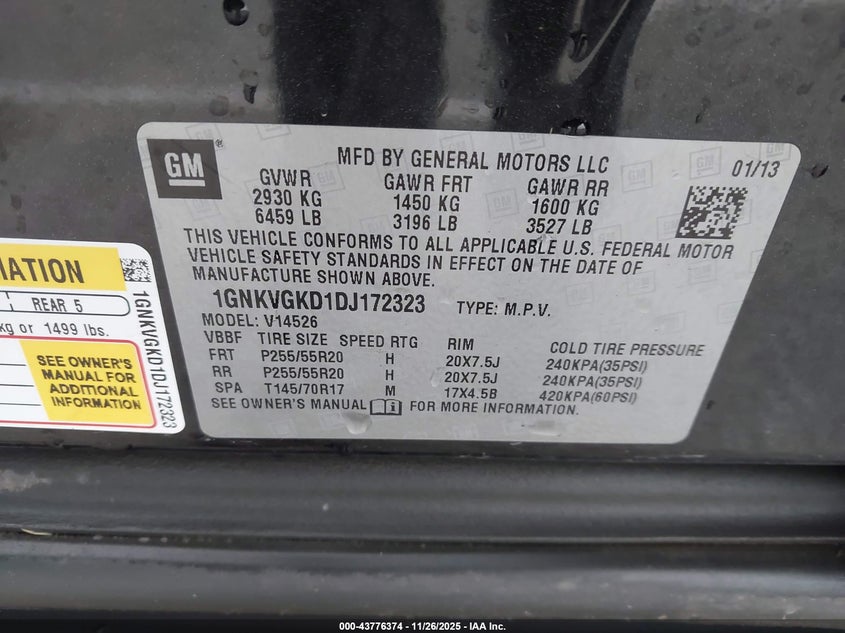 GM
MFD BY GENERAL MOTORS LLC
01/13
GVWR GAWR FRT GAWR RR
2930 KG 1450 KG 1600 KG
6459 LB 3196 LB 3527 LB
THIS VEHICLE CONFORMS TO ALL APPLICABLE U.S. FEDERAL MOTOR
VEHICLE SAFETY STANDARDS IN EFFECT ON THE DATE OF
MANUFACTURE SHOWN ABOVE.
1GNKVGKD1DJ172323 TYPE: M.P.V.
MODEL: V14526
VBBF TIRE SIZE SPEED RTG RIM COLD TIRE PRESSURE
FRT P255/55R20 H 20X7.5J 240KPA(35PSI)
RR P255/55R20 H 20X7.5J 240KPA(35PSI)
SPA T145/70R17 M 17X4.5B 420KPA(60PSI)
SEE OWNER'S MANUAL FOR MORE INFORMATION.
MATION
REAR 5
kg or 1499 lbs.
SEE OWNER'S
MANUAL FOR
ADDITIONAL
INFORMATION
1GNKVGKD1DJ172323
000-43776374 | 11/26/2025 - IAA Inc.